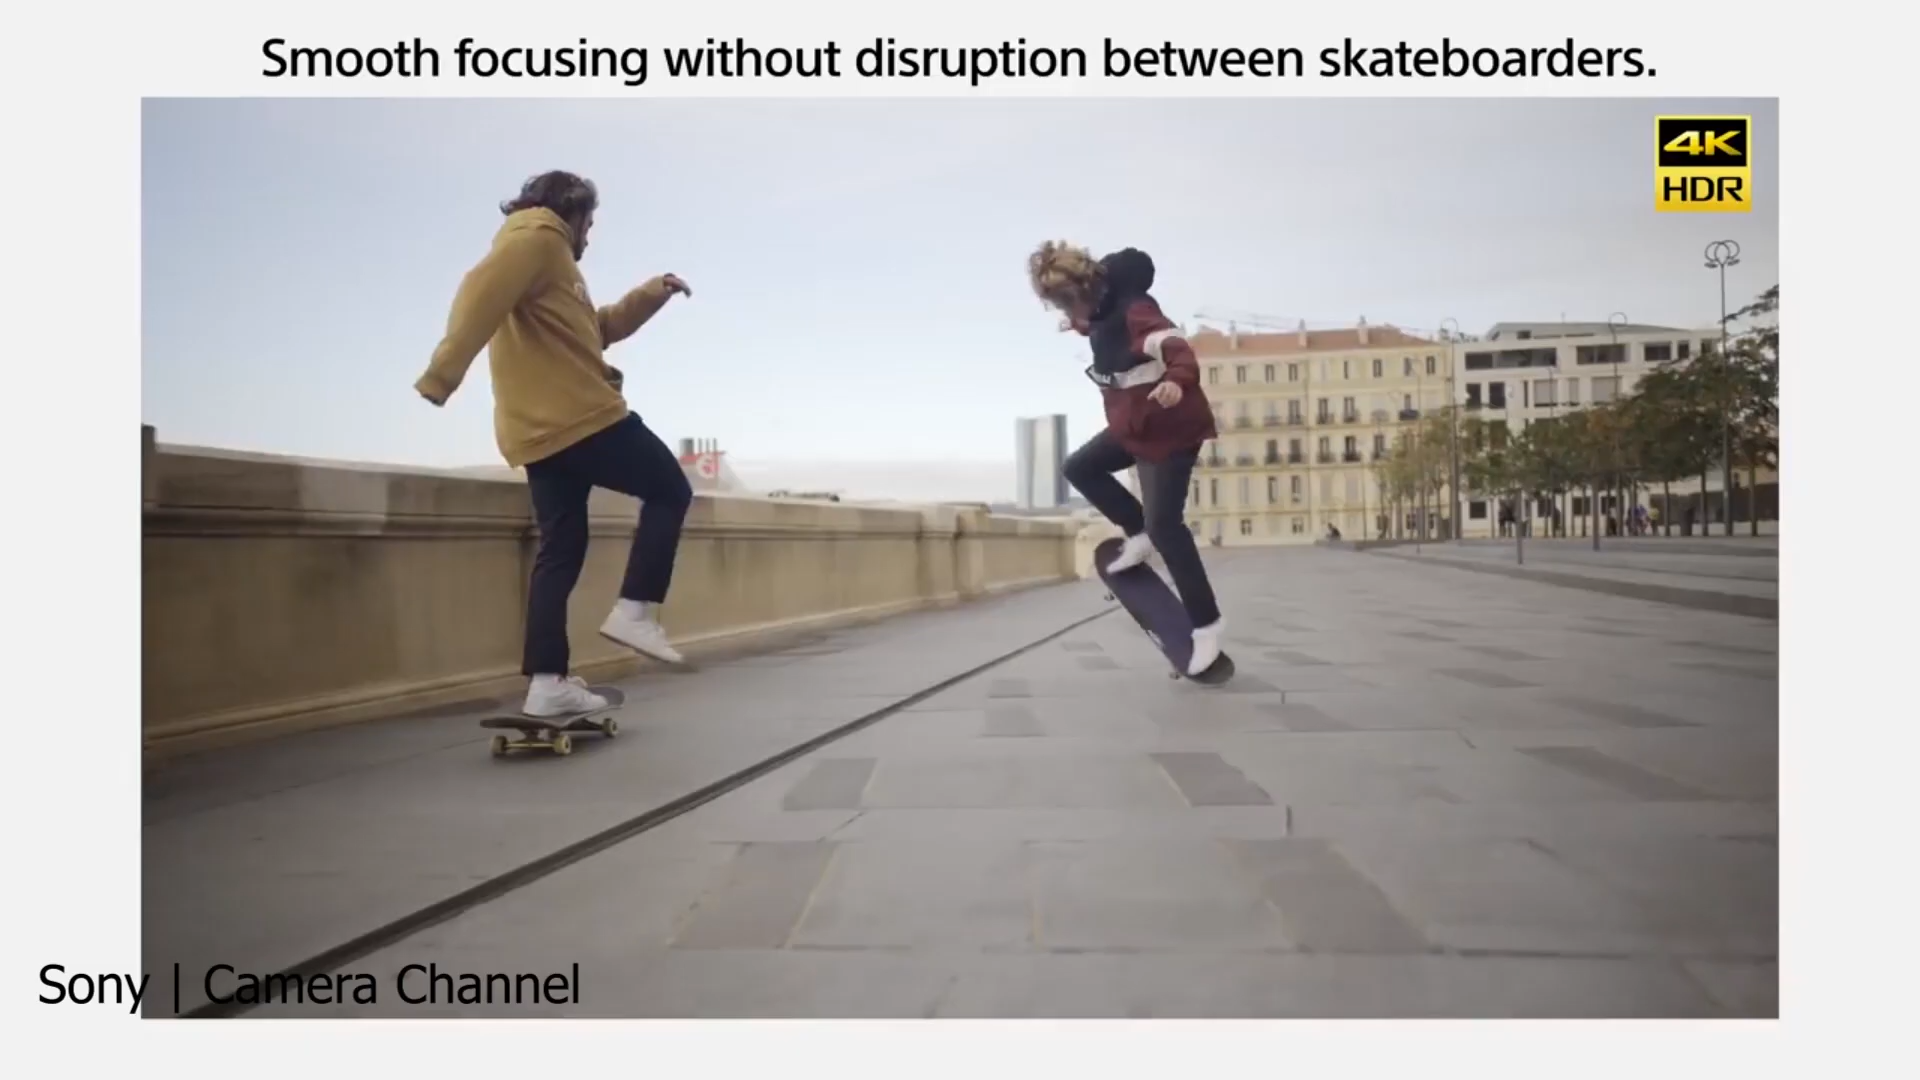 Smooth focusing without disruption between skateboarders.
4K
HDR
Sony | Camera Channel